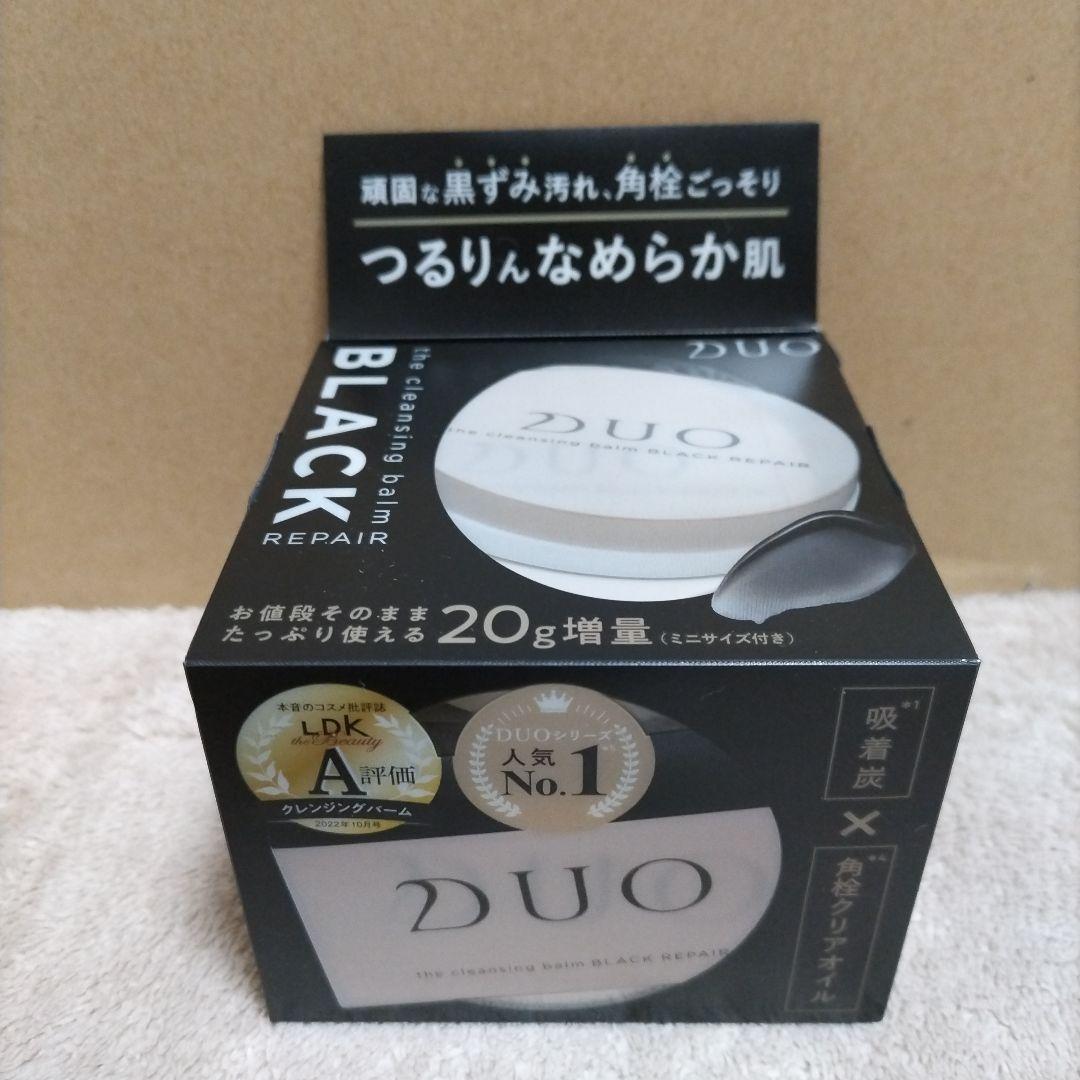 頑固な黒ずみ汚れ、角栓ごっそり
つるりんなめらか肌
DUO
the cleansing balm
BLACK
REPAIR
DUO
the cleansing balm BLACK REPAIR
お値段そのまま
たっぷり使える
20g増量(ミニサイズ付き)
本音のコスメ批評誌
LDK
the Beauty
A評価
クレンジングバーム
2022年10月号
DUOシリーズ
人気
No.1
吸着炭*1
×
角栓クリアオイル*4
DUO
the cleansing balm BLACK REPAIR